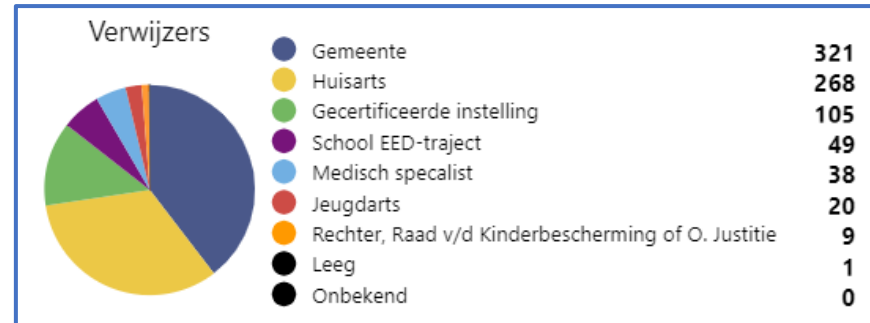 Verwijzers
Gemeente 321
Huisarts 268
Gecertificeerde instelling 105
School EED-traject 49
Medisch specalist 38
Jeugdarts 20
Rechter, Raad v/d Kinderbescherming of O. Justitie 9
Leeg 1
Onbekend 0